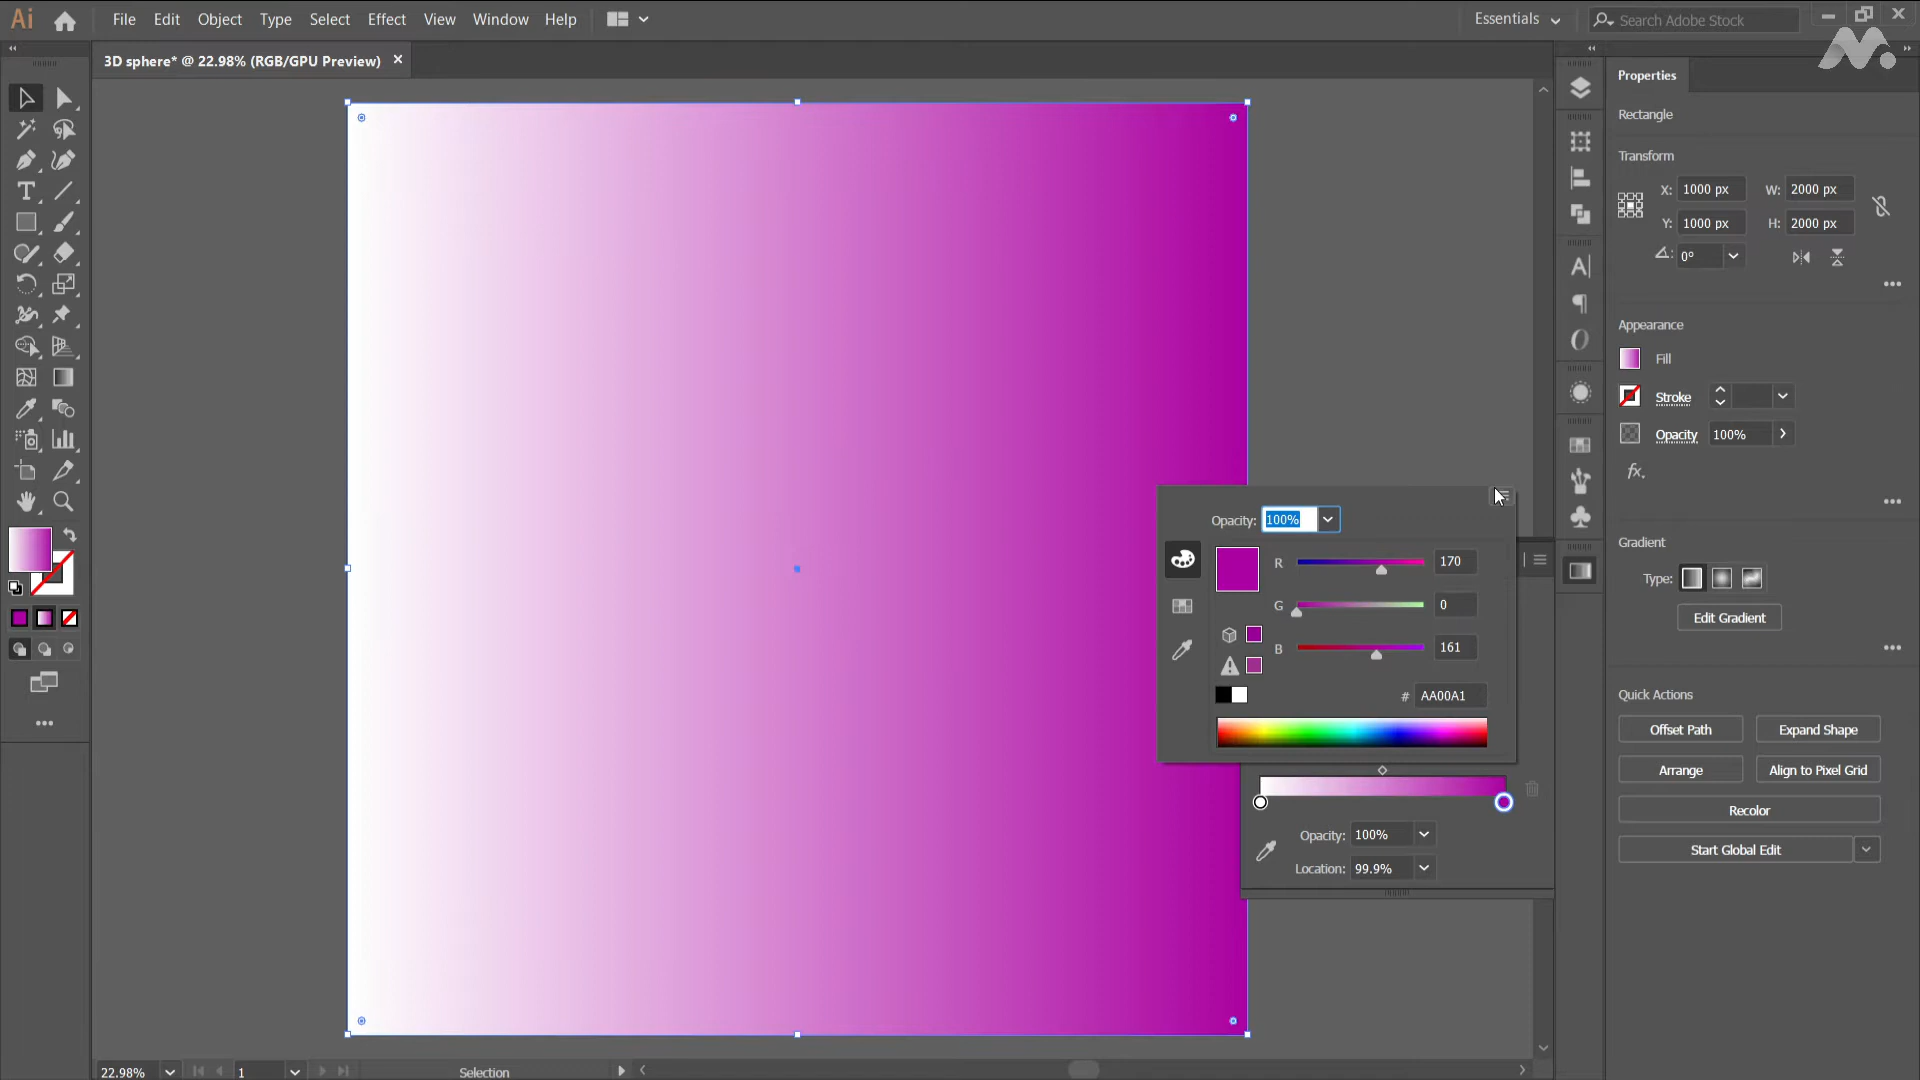 Ai File Edit Object Type Select Effect View Window Help Essentials Search Adobe Stock
3D sphere* @ 22.98% (RGB/GPU Preview)
Properties
Rectangle
Transform
X: 1000 px W: 2000 px
Y: 1000 px H: 2000 px
0°
Appearance
Fill
Stroke
Opacity 100%
fx.
Gradient
Type:
Edit Gradient
Quick Actions
Offset Path Expand Shape
Arrange Align to Pixel Grid
Recolor
Start Global Edit
Opacity: 100%
R 170
G 0
B 161
# AA00A1
Opacity: 100%
Location: 99.9%
22.98% 1 Selection